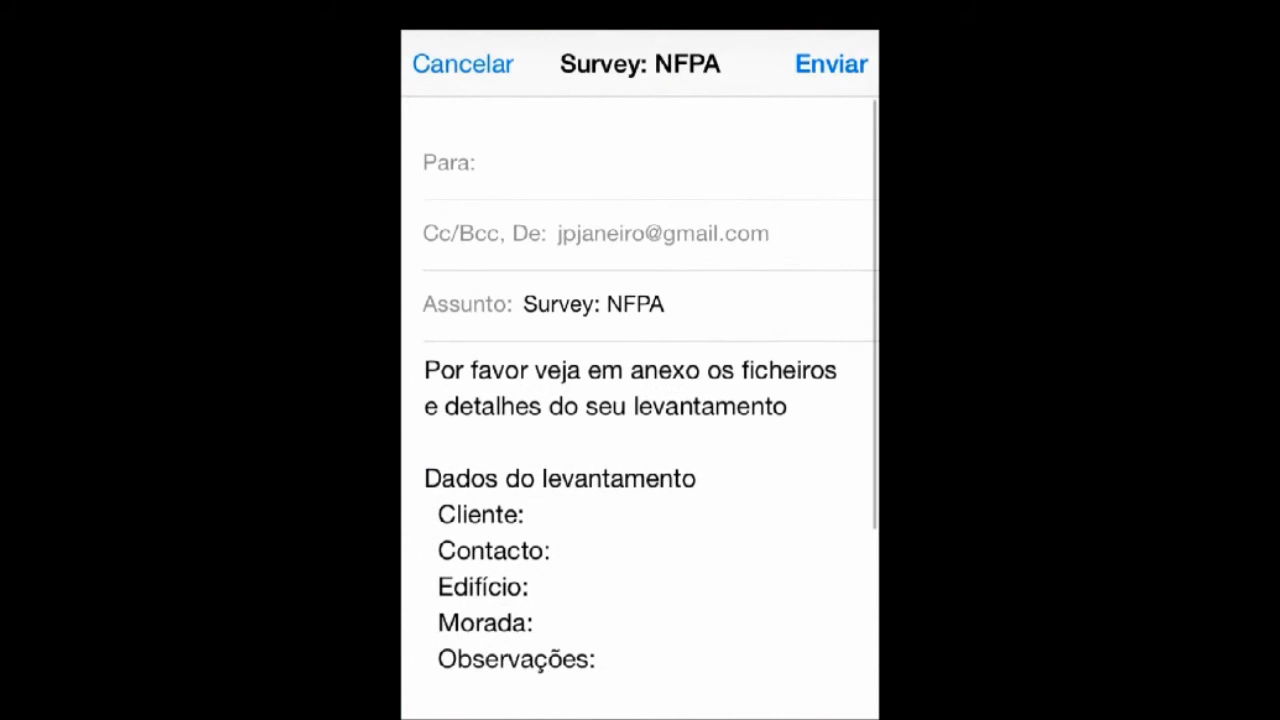 Cancelar Survey: NFPA Enviar
Para:
Cc/Bcc, De: jpjaneiro@gmail.com
Assunto: Survey: NFPA
Por favor veja em anexo os ficheiros
e detalhes do seu levantamento
Dados do levantamento
Cliente:
Contacto:
Edifício:
Morada:
Observações: